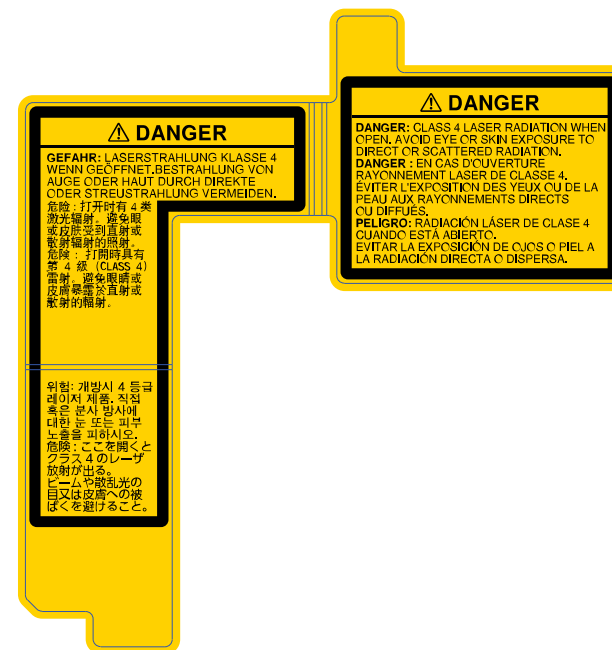 ⚠ DANGER
GEFAHR: LASERSTRAHLUNG KLASSE 4
WENN GEÖFFNET.BESTRAHLUNG VON
AUGE ODER HAUT DURCH DIREKTE
ODER STREUSTRAHLUNG VERMEIDEN.
危险 : 打开时有 4 类
激光辐射。避免眼
或皮肤受到直射或
散射辐射的照射。
危険 : 打開時具有
第 4 級 (CLASS 4)
雷射。避免眼睛或
皮膚暴露於直射或
散射的輻射.
위험: 개방시 4 등급
레이저 제품. 직접
혹은 분사 방사에
대한 눈 또는 피부
노출을 피하시오.
危険 : ここを開くと
クラス 4 のレーザ
放射が出る。
ビームや散乱光の
目又は皮膚への被
ばくを避けること。
⚠ DANGER
DANGER: CLASS 4 LASER RADIATION WHEN
OPEN. AVOID EYE OR SKIN EXPOSURE TO
DIRECT OR SCATTERED RADIATION.
DANGER : EN CAS D'OUVERTURE
RAYONNEMENT LASER DE CLASSE 4.
ÉVITER L'EXPOSITION DES YEUX OU DE LA
PEAU AUX RAYONNEMENTS DIRECTS
OU DIFFUÉS.
PELIGRO: RADIACIÓN LÁSER DE CLASE 4
CUANDO ESTÁ ABIERTO.
EVITAR LA EXPOSICIÓN DE OJOS O PIEL A
LA RADIACIÓN DIRECTA O DISPERSA.